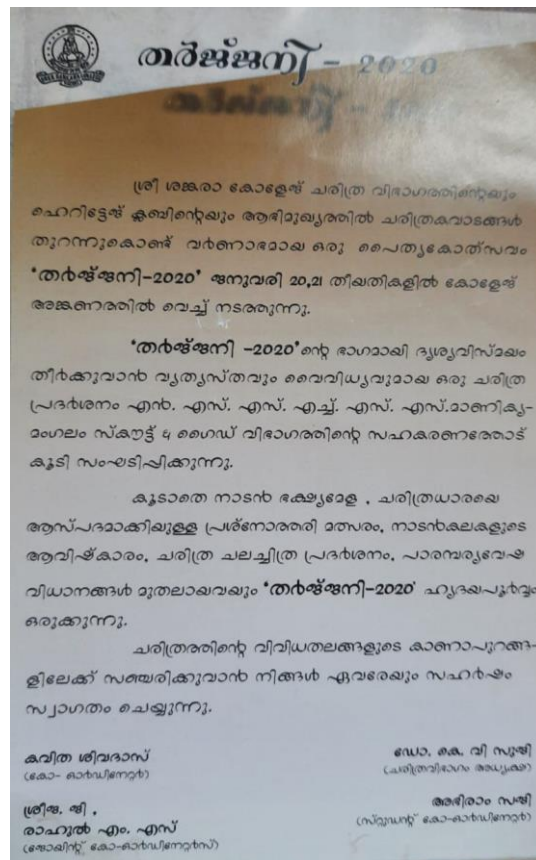 തർജ്ജനി - 2020
ശ്രീ ശങ്കരാ കോളേജ് ചരിത്ര വിഭാഗത്തിന്റെയും
ഹെറിട്ടേജ് ക്ലബിന്റെയും ആഭിമുഖ്യത്തിൽ ചരിത്രകവാടങ്ങൾ
തുറന്നുകൊണ്ട് വർണാഭമായ ഒരു പൈതൃകോത്സവം
'തർജ്ജനി-2020' ജനുവരി 20,21 തീയതികളിൽ കോളേജ്
അങ്കണത്തിൽ വെച്ച് നടത്തുന്നു.
'തർജ്ജനി -2020'ന്റെ ഭാഗമായി ദൃശ്യവിസ്മയം
തീർക്കുവാൻ വ്യത്യസ്തവും വൈവിധ്യവുമായ ഒരു ചരിത്ര
പ്രദർശനം എൻ. എസ്. എസ്. എച്ച്. എസ്. എസ്.മാണിക്യ-
മംഗലം സ്കൗട്ട് & ഗൈഡ് വിഭാഗത്തിന്റെ സഹകരണത്തോട്
കൂടി സംഘടിപ്പിക്കുന്നു.
കൂടാതെ നാടൻ ഭക്ഷ്യമേള , ചരിത്രധാരയെ
ആസ്പദമാക്കിയുള്ള പ്രശ്നോത്തരി മത്സരം, നാടൻകലകളുടെ
ആവിഷ്കാരം, ചരിത്ര ചലച്ചിത്ര പ്രദർശനം, പാരമ്പര്യവേഷ
വിധാനങ്ങൾ മുതലായവയും 'തർജ്ജനി-2020' ഹൃദയപൂർവ്വം
ഒരുക്കുന്നു.
ചരിത്രത്തിന്റെ വിവിധതലങ്ങളുടെ കാണാപുറങ്ങ-
ളിലേക്ക് സഞ്ചരിക്കുവാൻ നിങ്ങൾ ഏവരേയും സഹർഷം
സ്വാഗതം ചെയ്യുന്നു.
കവിത ശിവദാസ്
(കോ- ഓർഡിനേറ്റർ)
ഡോ. കെ. വി സുജി
(ചരിത്രവിഭാഗം അധ്യക്ഷ)
ശ്രീജ. ജി ,
രാഹുൽ എം. എസ്
(ജോയിന്റ് കോ-ഓർഡിനേറ്റർസ്)
അഭിരാം സജി
(സ്റ്റുഡന്റ് കോ-ഓർഡിനേറ്റർ)